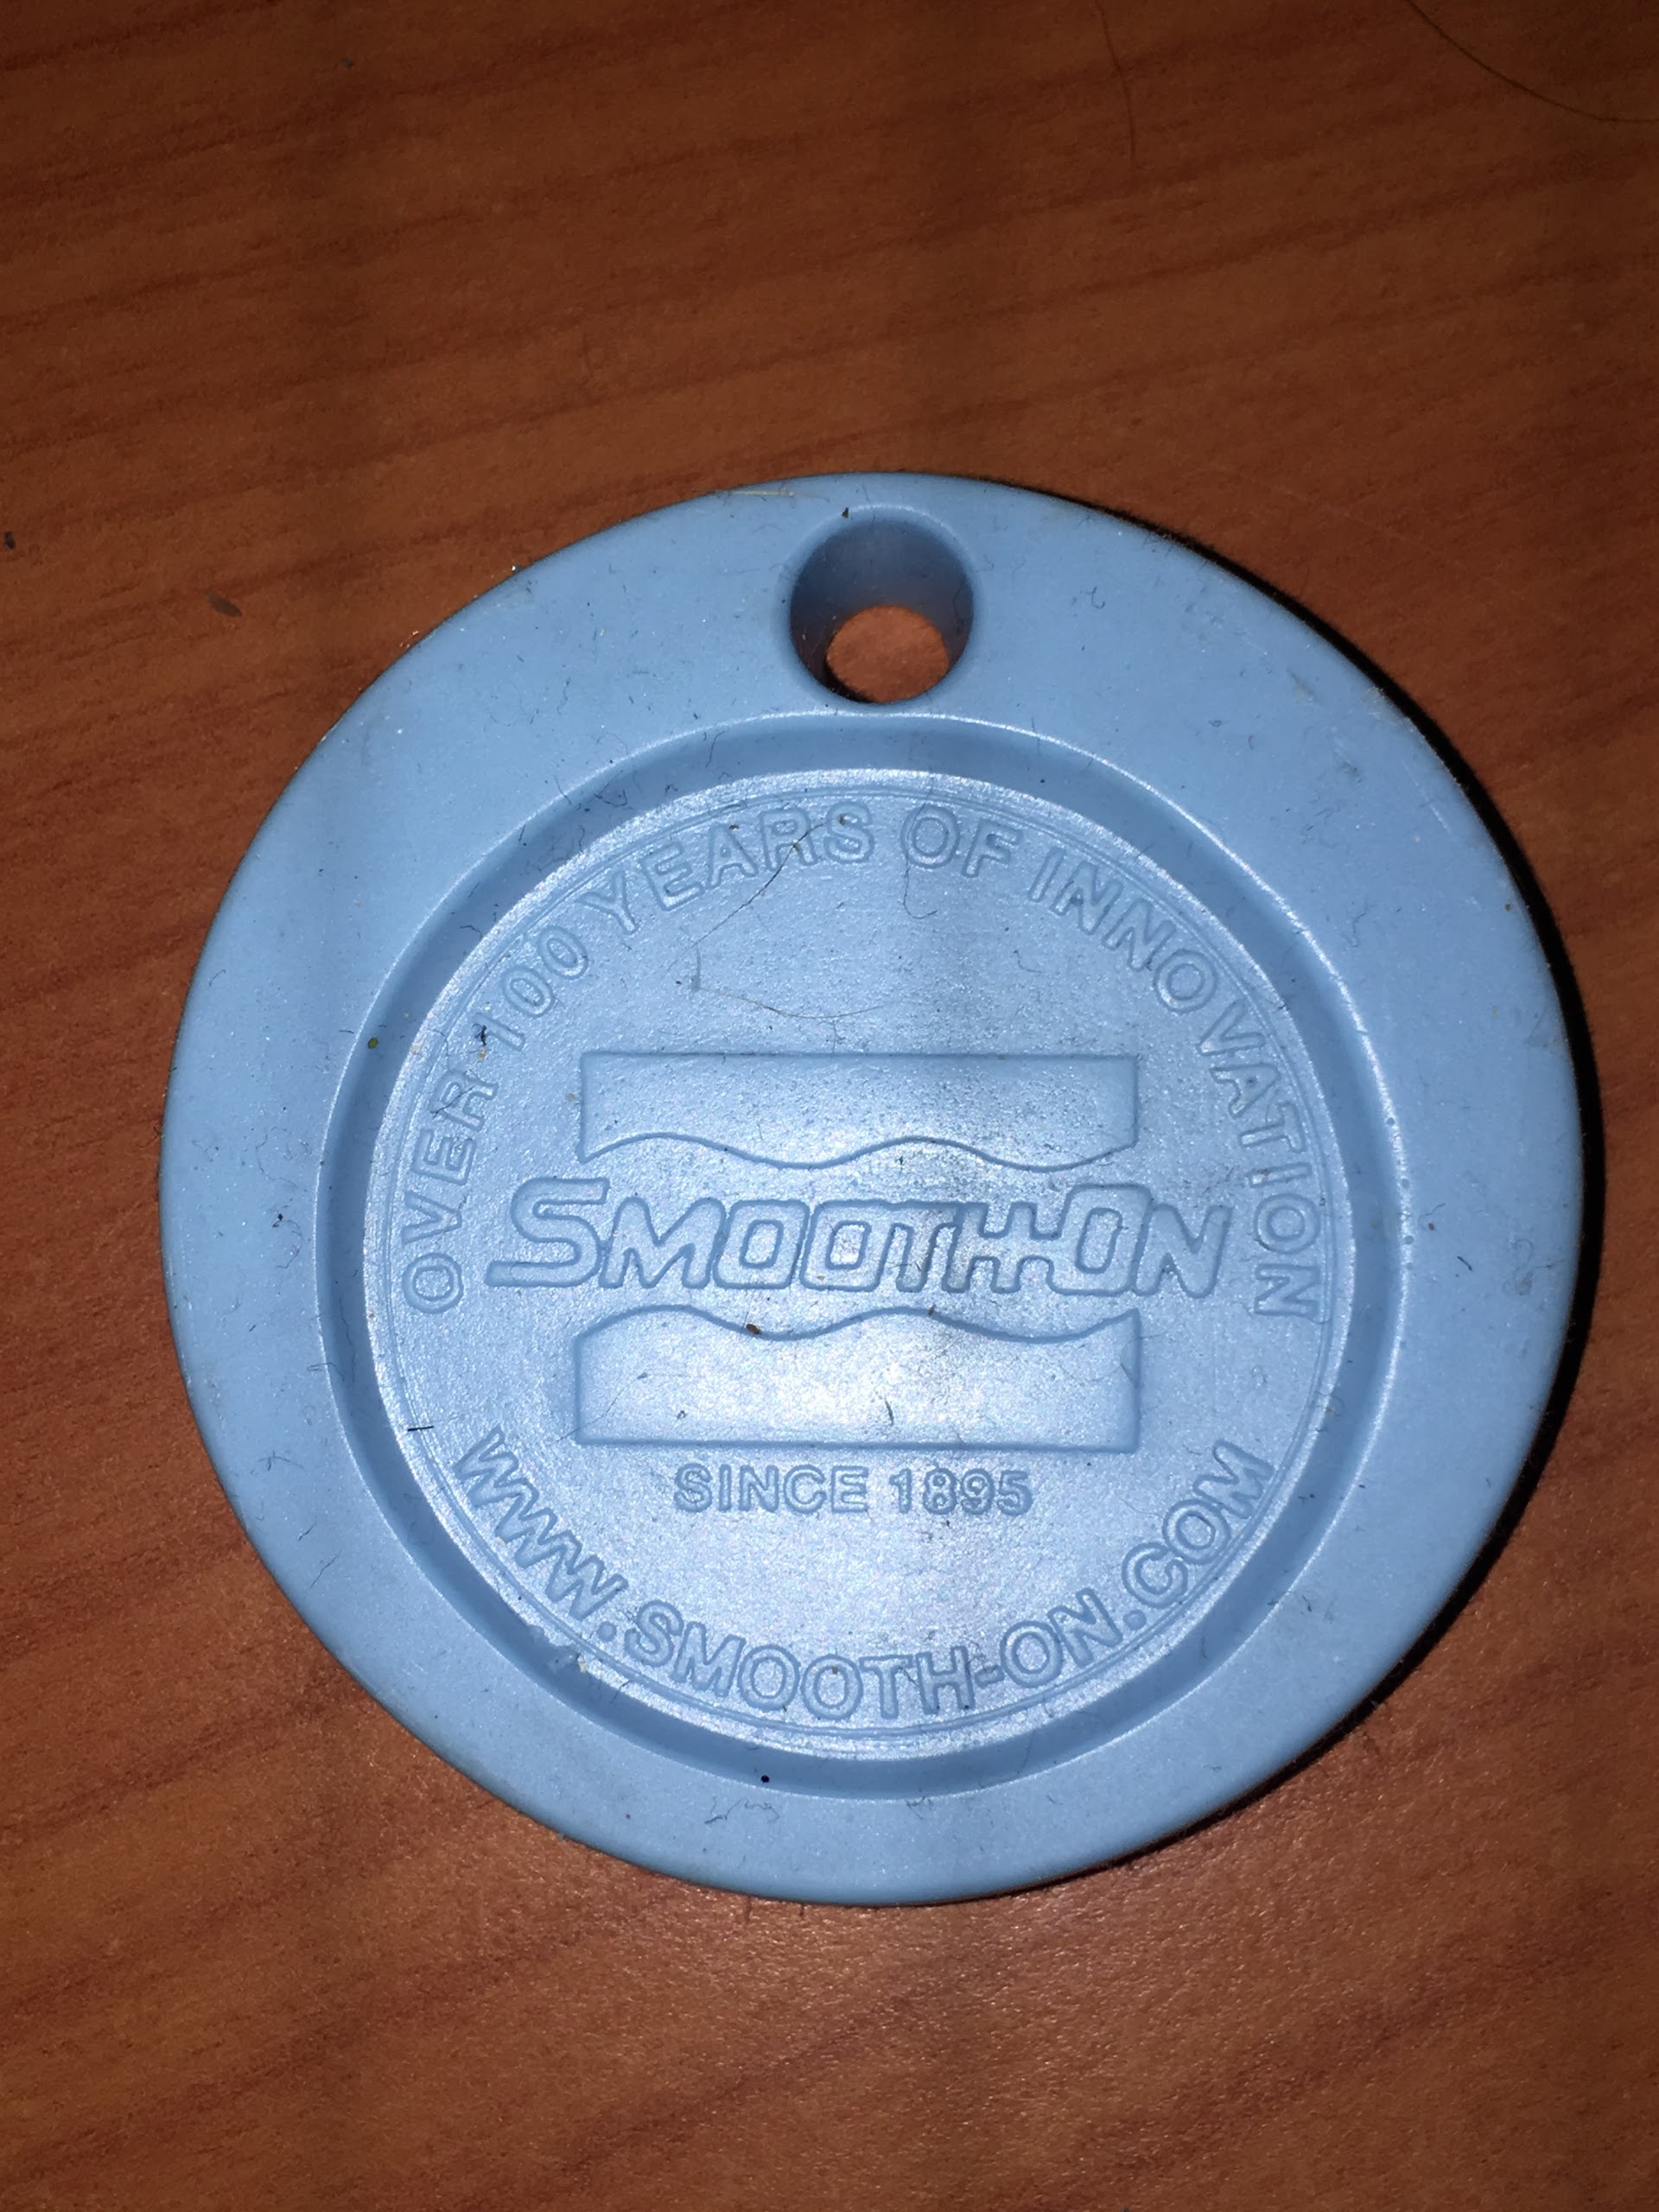 OVER 100 YEARS OF INNOVATION
SMOOTH-ON
SINCE 1895
WWW.SMOOTH-ON.COM